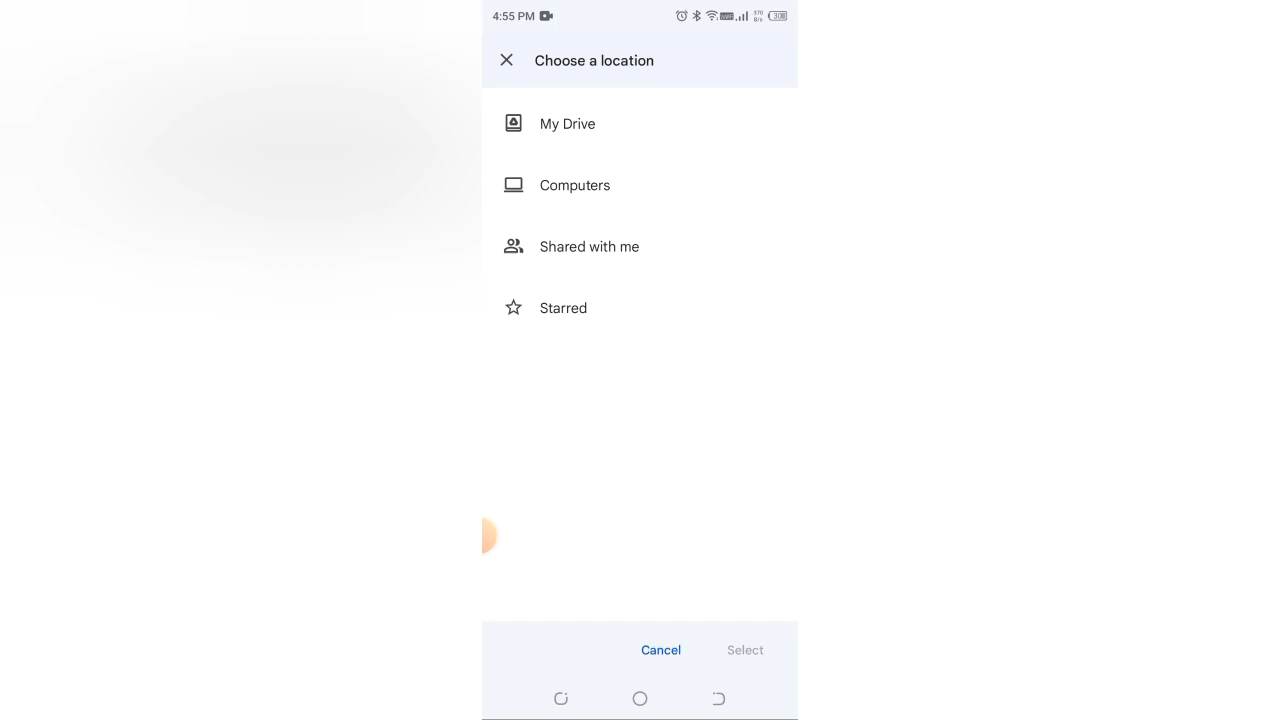 4:55 PM
Choose a location
My Drive
Computers
Shared with me
Starred
Cancel
Select